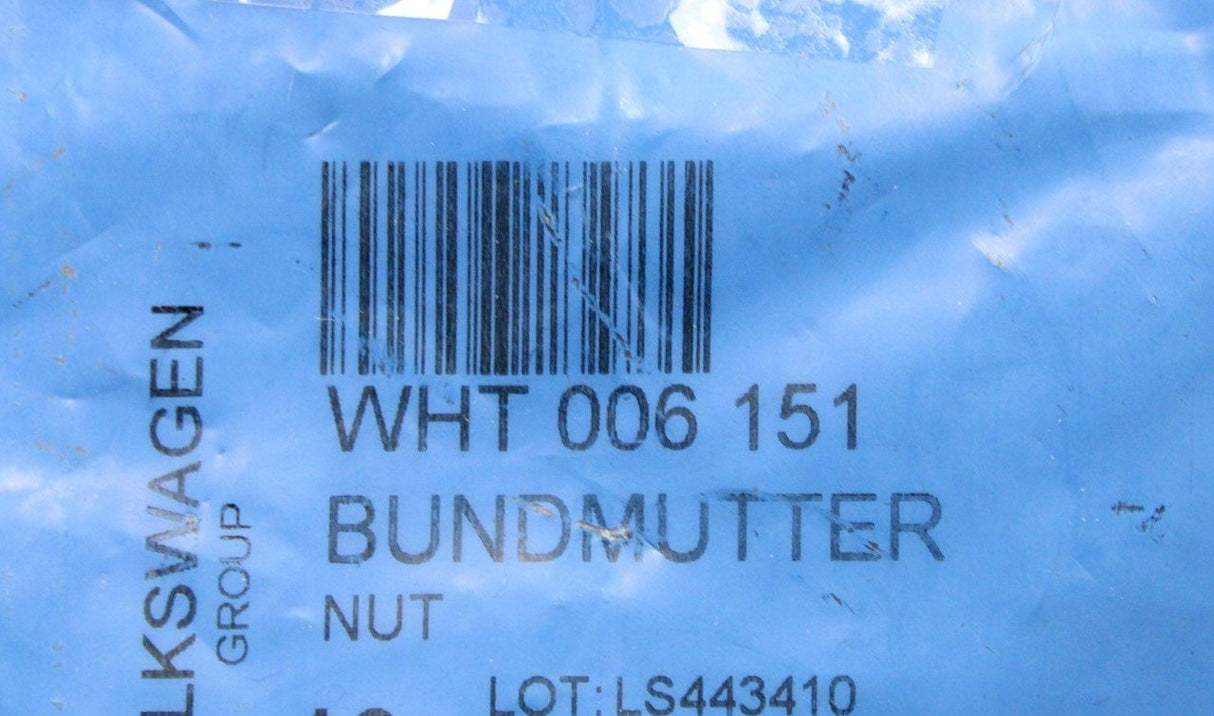 WHT 006 151
BUNDMUTTER
NUT
LOT: LS443410
LKSWAGEN
GROUP